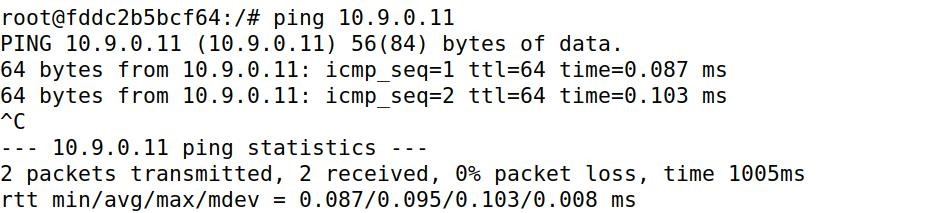 root@fddc2b5bcf64:/# ping 10.9.0.11
PING 10.9.0.11 (10.9.0.11) 56(84) bytes of data.
64 bytes from 10.9.0.11: icmp_seq=1 ttl=64 time=0.087 ms
64 bytes from 10.9.0.11: icmp_seq=2 ttl=64 time=0.103 ms
^C
--- 10.9.0.11 ping statistics ---
2 packets transmitted, 2 received, 0% packet loss, time 1005ms
rtt min/avg/max/mdev = 0.087/0.095/0.103/0.008 ms